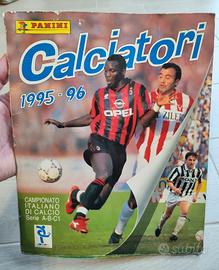 PANINI
Calciatori
1995-96
OPEL
CAMPIONATO
ITALIANO
DI CALCIO
Serie A-B-C1
subito